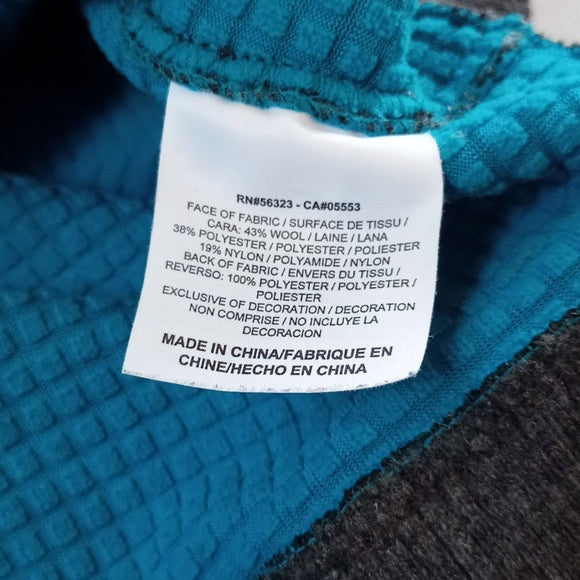 RN#56323 - CA#05553
FACE OF FABRIC / SURFACE DE TISSU /
CARA: 43% WOOL / LAINE / LANA
38% POLYESTER / POLYESTER / POLIESTER
19% NYLON / POLYAMIDE / NYLON
BACK OF FABRIC / ENVERS DU TISSU /
REVERSO: 100% POLYESTER / POLYESTER /
POLIESTER
EXCLUSIVE OF DECORATION / DECORATION
NON COMPRISE / NO INCLUYE LA
DECORACION
MADE IN CHINA/FABRIQUE EN
CHINE/HECHO EN CHINA